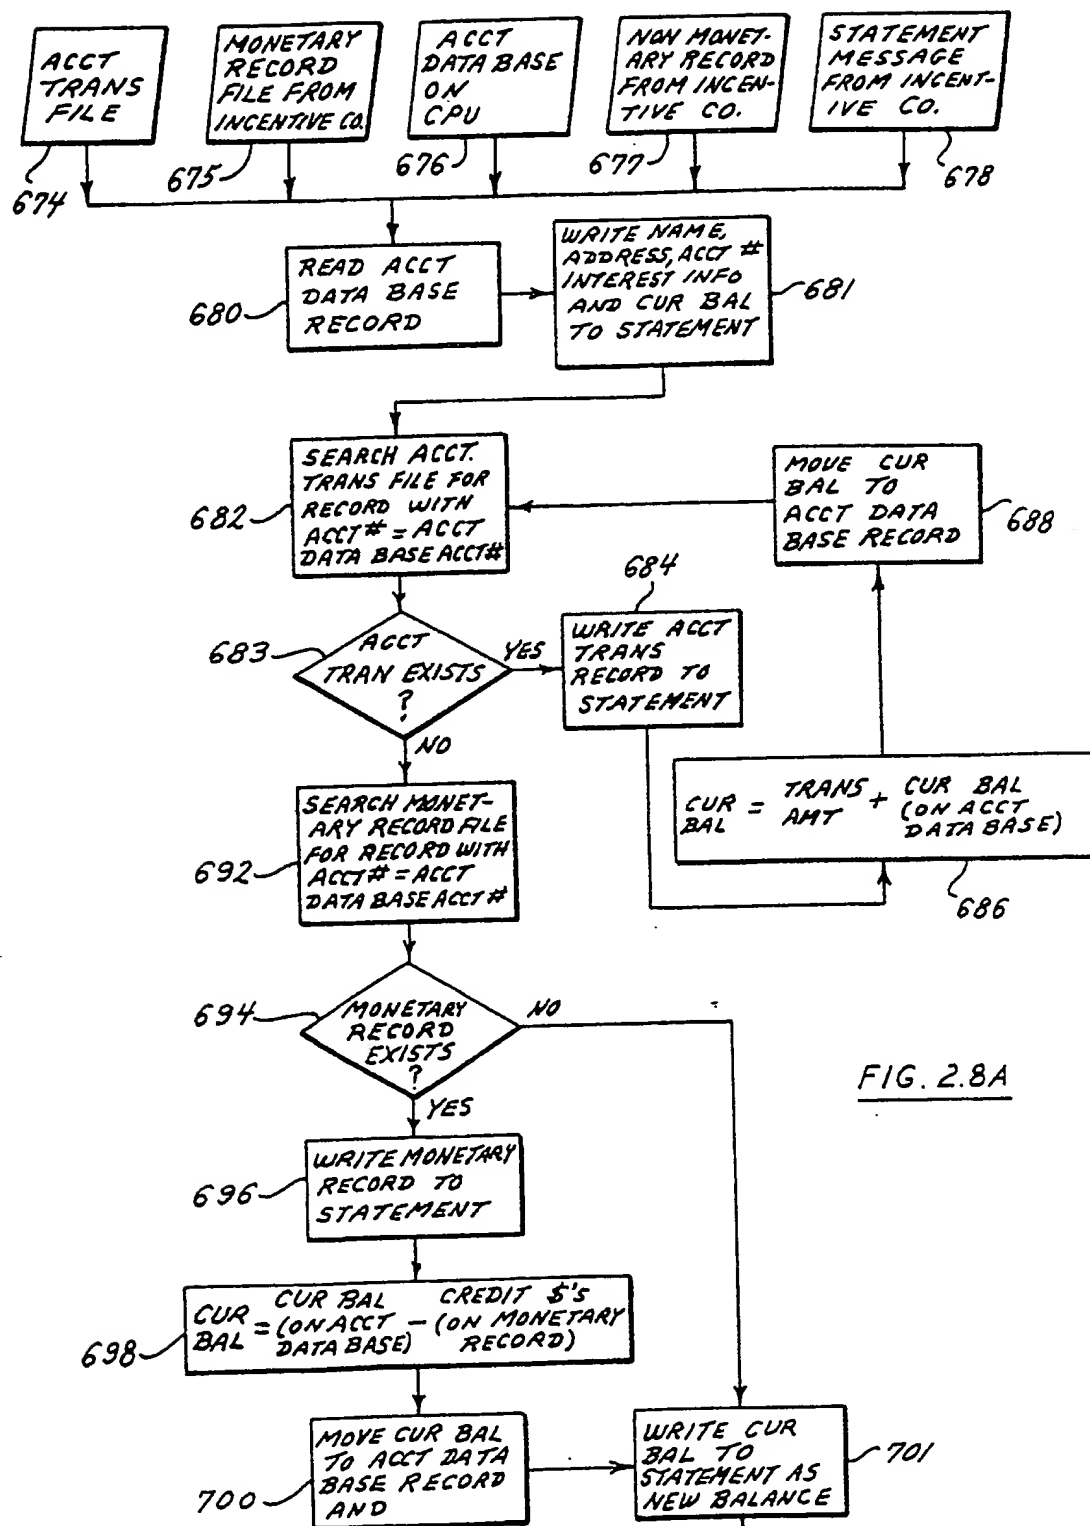 ACCT
TRANS
FILE
674
MONETARY
RECORD
FILE FROM
INCENTIVE CO.
675
ACCT
DATA BASE
ON
CPU
676
NON MONET-
ARY RECORD
FROM INCEN-
TIVE CO.
677
STATEMENT
MESSAGE
FROM INCENT-
IVE CO.
678
READ ACCT
DATA BASE
RECORD
680
WRITE NAME,
ADDRESS, ACCT #
INTEREST INFO
AND CUR BAL
TO STATEMENT
681
SEARCH ACCT.
TRANS FILE FOR
RECORD WITH
ACCT # = ACCT
DATA BASE ACCT#
682
MOVE CUR
BAL TO
ACCT DATA
BASE RECORD
688
ACCT
TRAN EXISTS
?
683
YES
NO
684
WRITE ACCT
TRANS
RECORD TO
STATEMENT
CUR BAL = TRANS AMT + CUR BAL
(ON ACCT
DATA BASE)
686
SEARCH MONET-
ARY RECORD FILE
FOR RECORD WITH
ACCT # = ACCT
DATA BASE ACCT #
692
MONETARY
RECORD
EXISTS
?
694
NO
YES
FIG. 2.8A
WRITE MONETARY
RECORD TO
STATEMENT
696
CUR BAL = CUR BAL (ON ACCT DATA BASE) - CREDIT $'S (ON MONETARY RECORD)
698
MOVE CUR BAL
TO ACCT DATA
BASE RECORD
AND
700
WRITE CUR
BAL TO
STATEMENT AS
NEW BALANCE
701